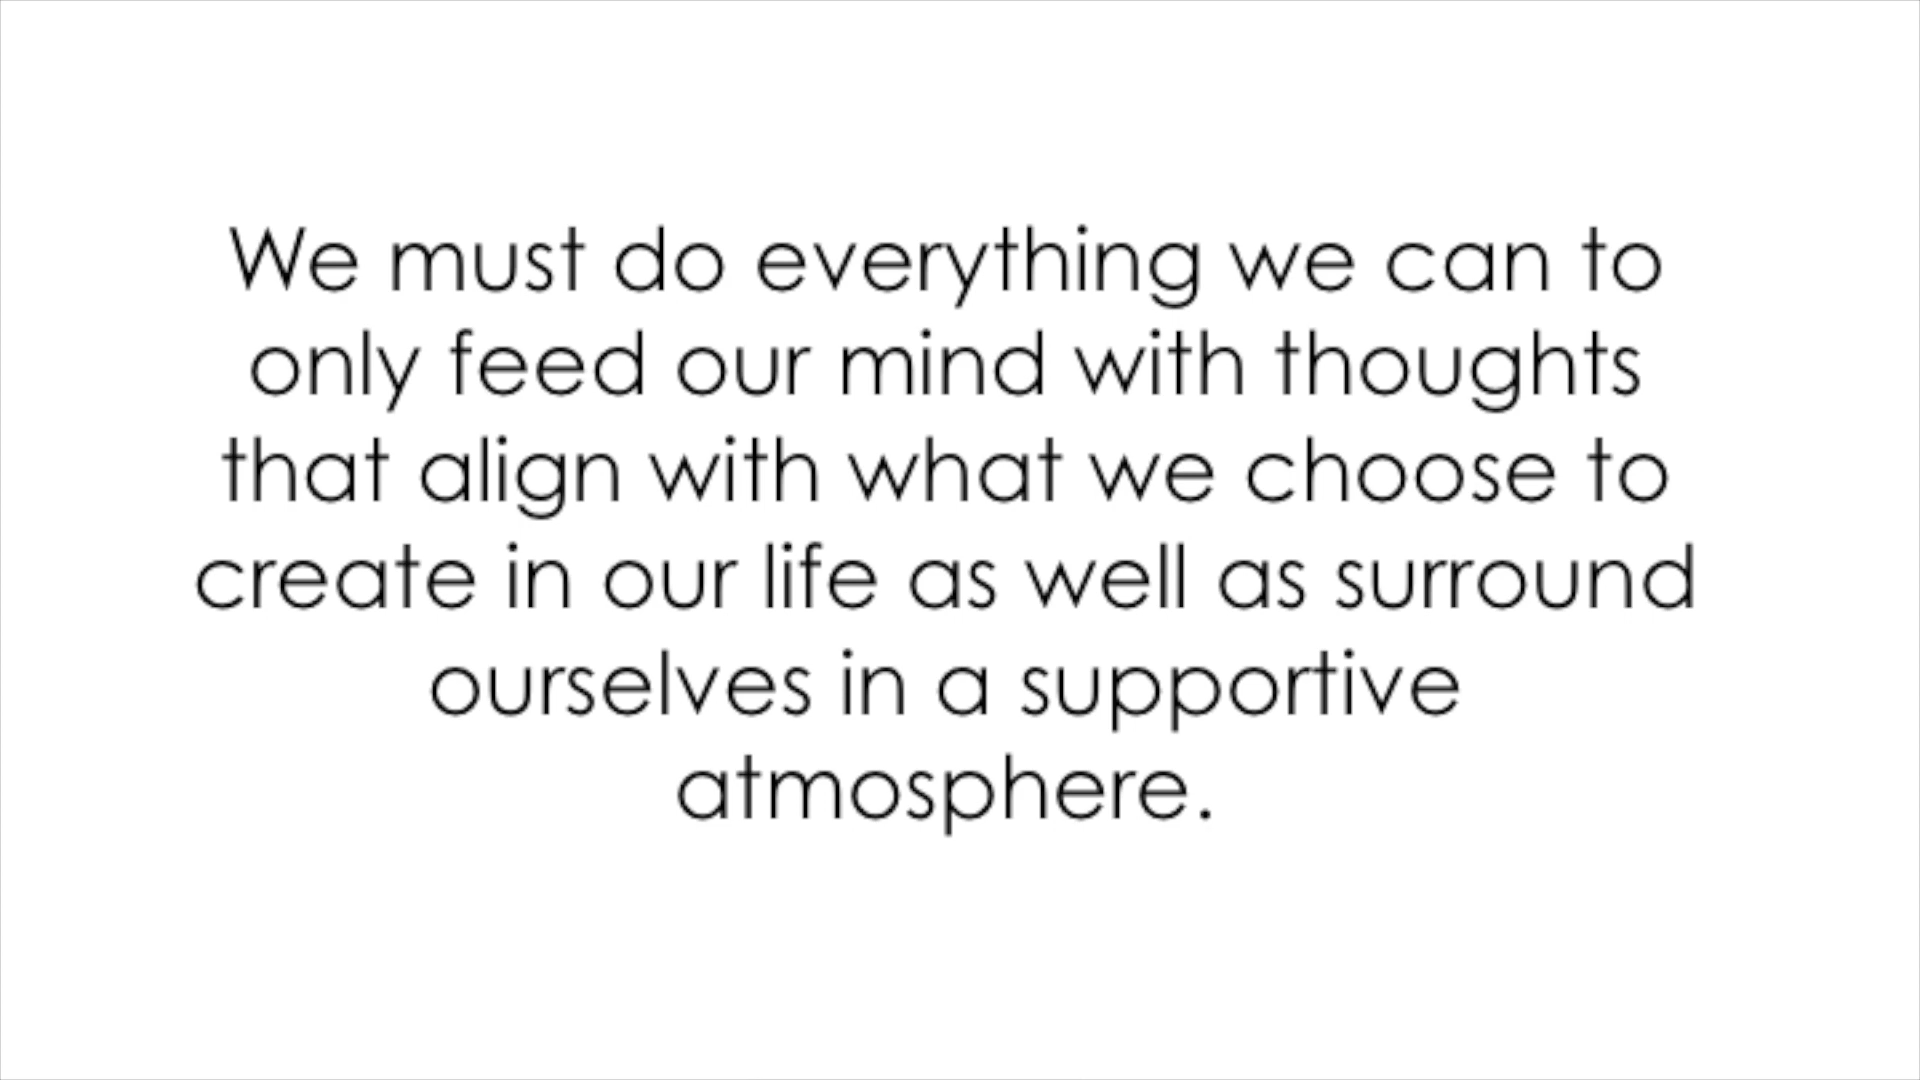 We must do everything we can to
only feed our mind with thoughts
that align with what we choose to
create in our life as well as surround
ourselves in a supportive
atmosphere.